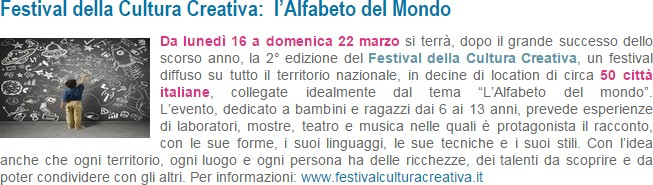 Festival della Cultura Creativa: l'Alfabeto del Mondo
Da lunedì 16 a domenica 22 marzo si terrà, dopo il grande successo dello
scorso anno, la 2° edizione del Festival della Cultura Creativa, un festival
diffuso su tutto il territorio nazionale, in decine di location di circa 50 città
italiane, collegate idealmente dal tema “L’Alfabeto del mondo”.
L’evento, dedicato a bambini e ragazzi dai 6 ai 13 anni, prevede esperienze
di laboratori, mostre, teatro e musica nelle quali è protagonista il racconto,
con le sue forme, i suoi linguaggi, le sue tecniche e i suoi stili. Con l’idea
anche che ogni territorio, ogni luogo e ogni persona ha delle ricchezze, dei talenti da scoprire e da
poter condividere con gli altri. Per informazioni: www.festivalculturacreativa.it